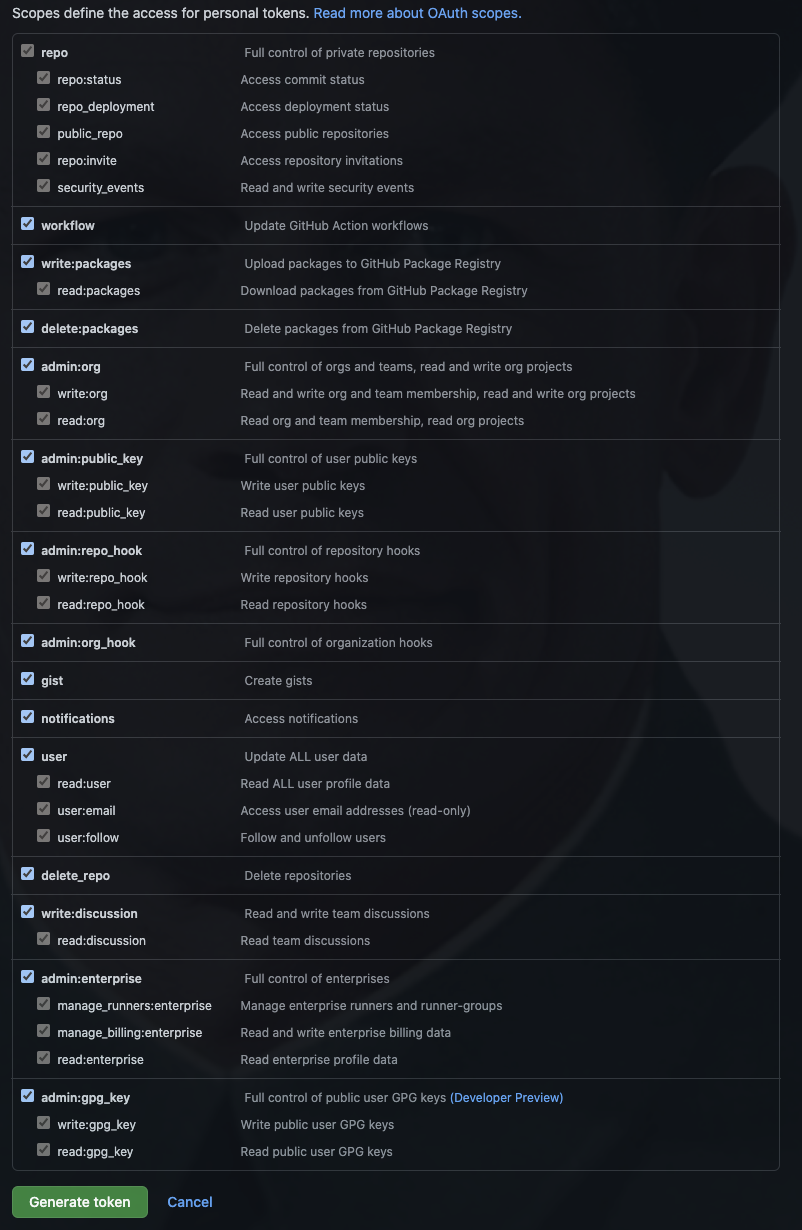 Scopes define the access for personal tokens. Read more about OAuth scopes.
repo Full control of private repositories
repo:status Access commit status
repo_deployment Access deployment status
public_repo Access public repositories
repo:invite Access repository invitations
security_events Read and write security events
workflow Update GitHub Action workflows
write:packages Upload packages to GitHub Package Registry
read:packages Download packages from GitHub Package Registry
delete:packages Delete packages from GitHub Package Registry
admin:org Full control of orgs and teams, read and write org projects
write:org Read and write org and team membership, read and write org projects
read:org Read org and team membership, read org projects
admin:public_key Full control of user public keys
write:public_key Write user public keys
read:public_key Read user public keys
admin:repo_hook Full control of repository hooks
write:repo_hook Write repository hooks
read:repo_hook Read repository hooks
admin:org_hook Full control of organization hooks
gist Create gists
notifications Access notifications
user Update ALL user data
read:user Read ALL user profile data
user:email Access user email addresses (read-only)
user:follow Follow and unfollow users
delete_repo Delete repositories
write:discussion Read and write team discussions
read:discussion Read team discussions
admin:enterprise Full control of enterprises
manage_runners:enterprise Manage enterprise runners and runner-groups
manage_billing:enterprise Read and write enterprise billing data
read:enterprise Read enterprise profile data
admin:gpg_key Full control of public user GPG keys (Developer Preview)
write:gpg_key Write public user GPG keys
read:gpg_key Read public user GPG keys
Generate token Cancel